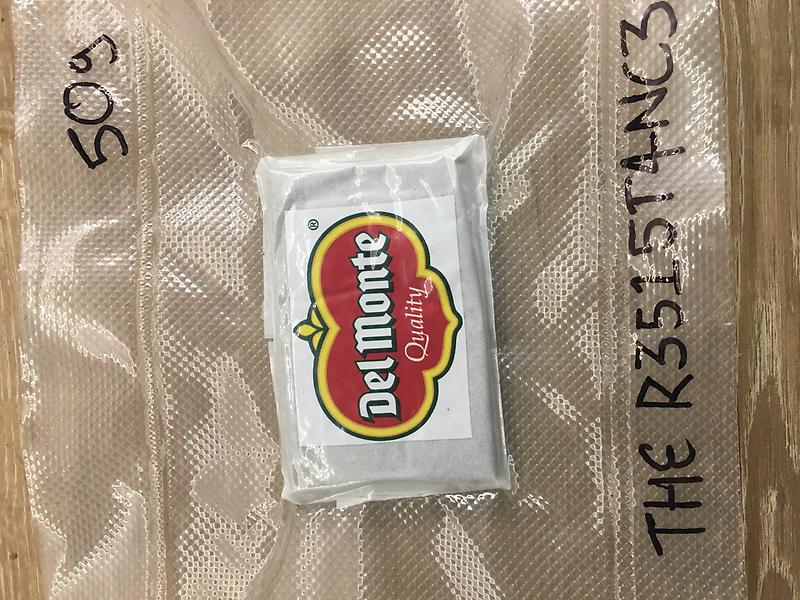 50g
®
Del Monte
Quality
THE R3515T4NC3